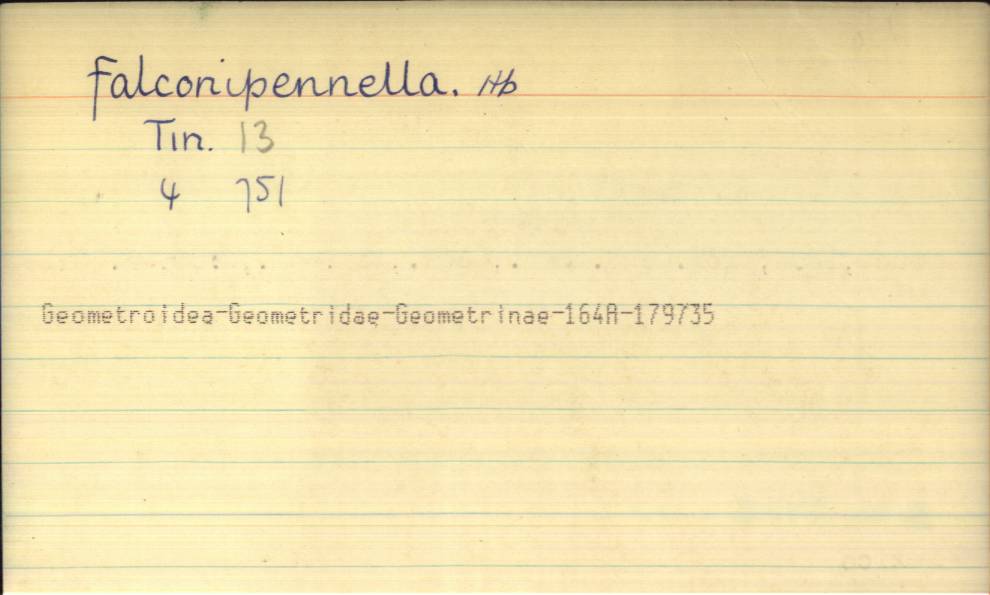 falconipennella. Hb
Tin. 13
4 751
Geometroidea-Geometridae-Geometrinae-164A-179735